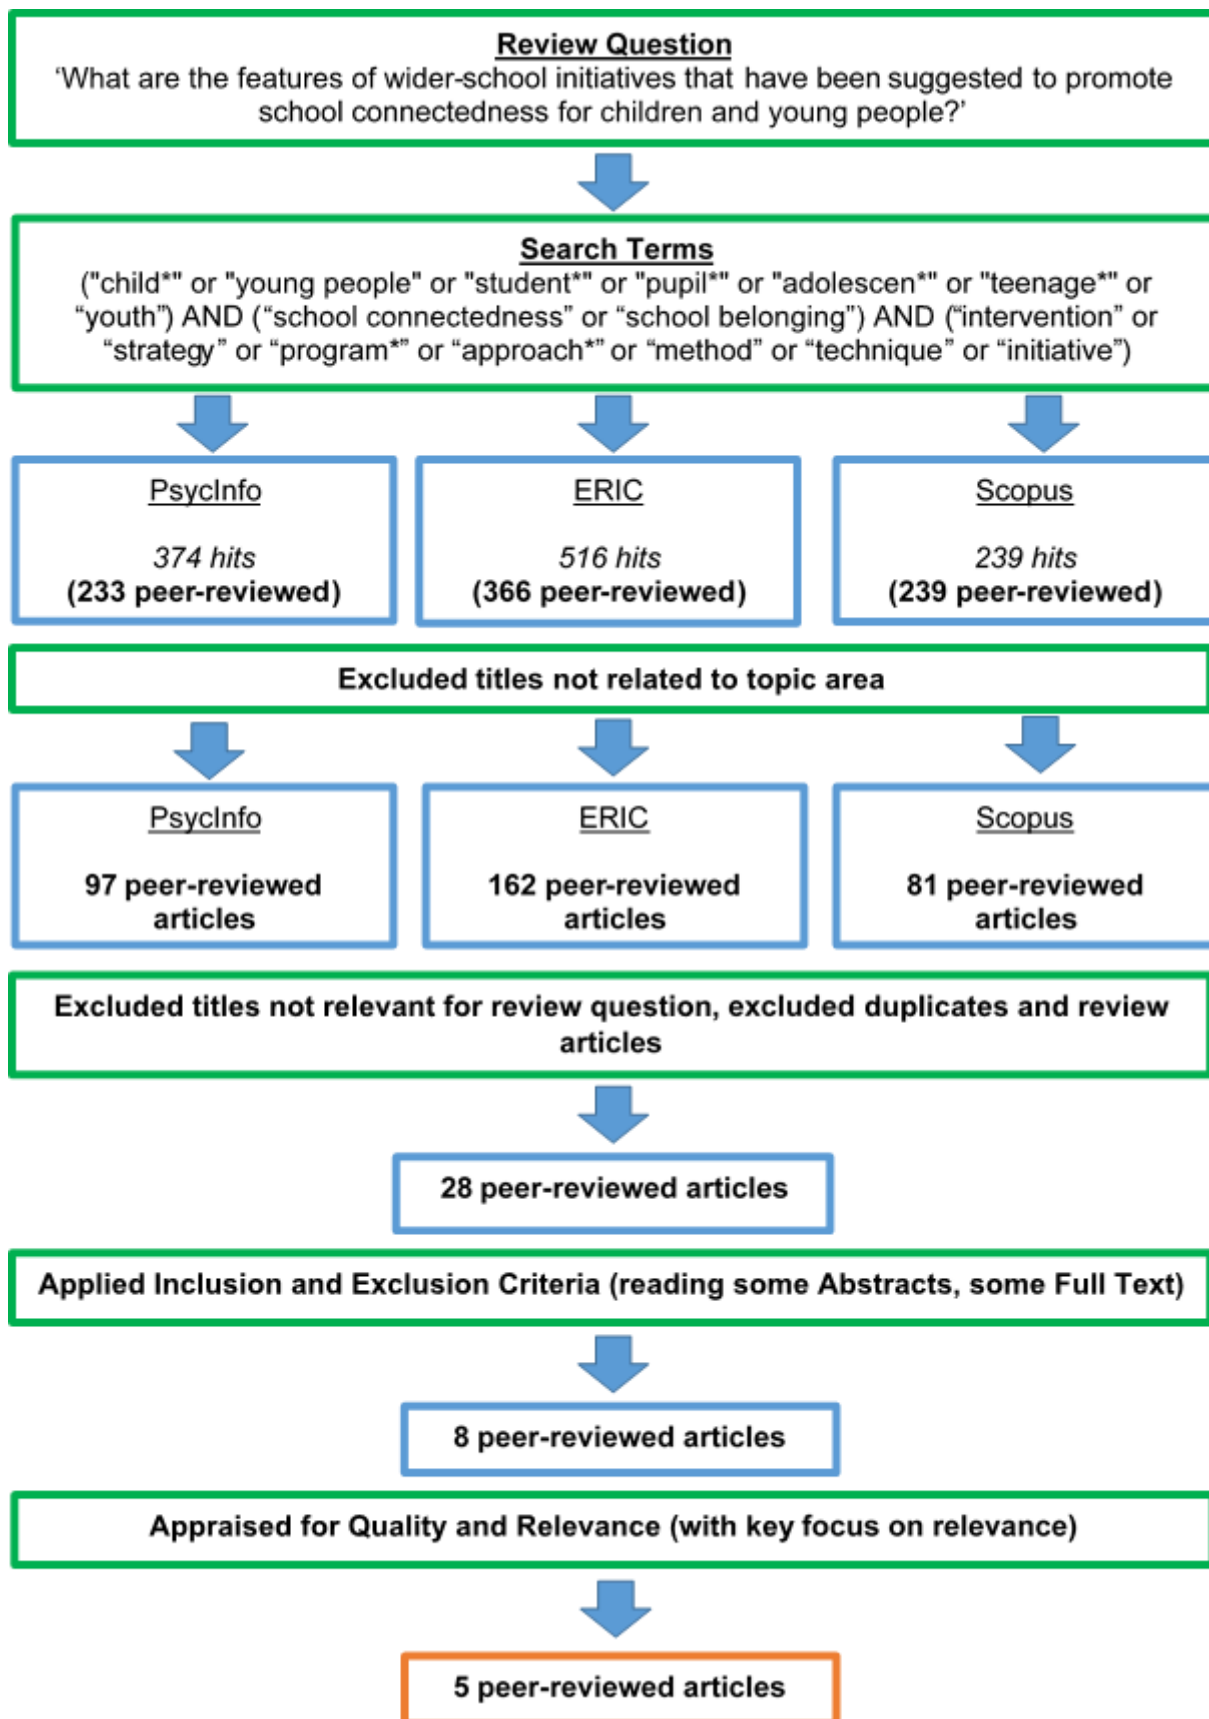 Review Question
‘What are the features of wider-school initiatives that have been suggested to promote
school connectedness for children and young people?’
Search Terms
("child*" or "young people" or "student*" or "pupil*" or "adolescen*" or "teenage*" or
“youth”) AND (“school connectedness” or “school belonging”) AND (“intervention” or
“strategy” or “program*” or “approach*” or “method” or “technique” or “initiative”)
PsycInfo
374 hits
(233 peer-reviewed)
ERIC
516 hits
(366 peer-reviewed)
Scopus
239 hits
(239 peer-reviewed)
Excluded titles not related to topic area
PsycInfo
97 peer-reviewed
articles
ERIC
162 peer-reviewed
articles
Scopus
81 peer-reviewed
articles
Excluded titles not relevant for review question, excluded duplicates and review
articles
28 peer-reviewed articles
Applied Inclusion and Exclusion Criteria (reading some Abstracts, some Full Text)
8 peer-reviewed articles
Appraised for Quality and Relevance (with key focus on relevance)
5 peer-reviewed articles